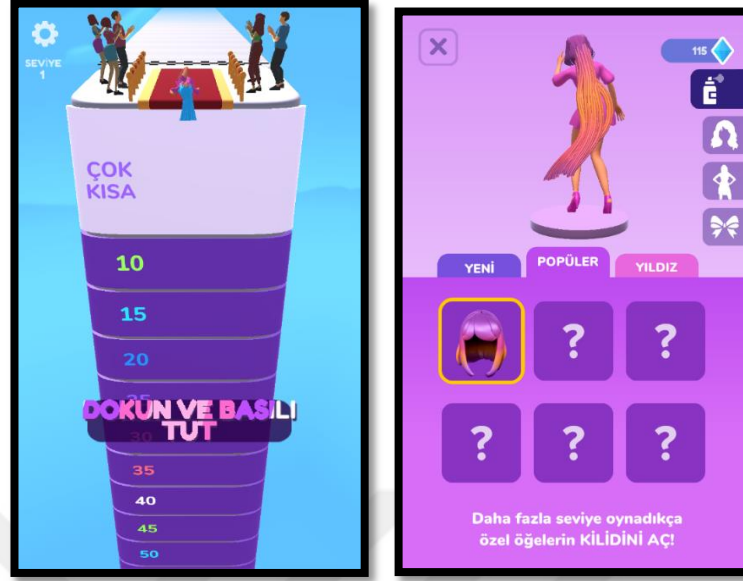 SEVİYE
1
ÇOK
KISA
10
15
20
DOKUN VE BASILI
TUT
35
40
45
50
115
YENİ
POPÜLER
YILDIZ
?
?
?
?
?
Daha fazla seviye oynadıkça
özel öğelerin KİLİDİNİ AÇ!